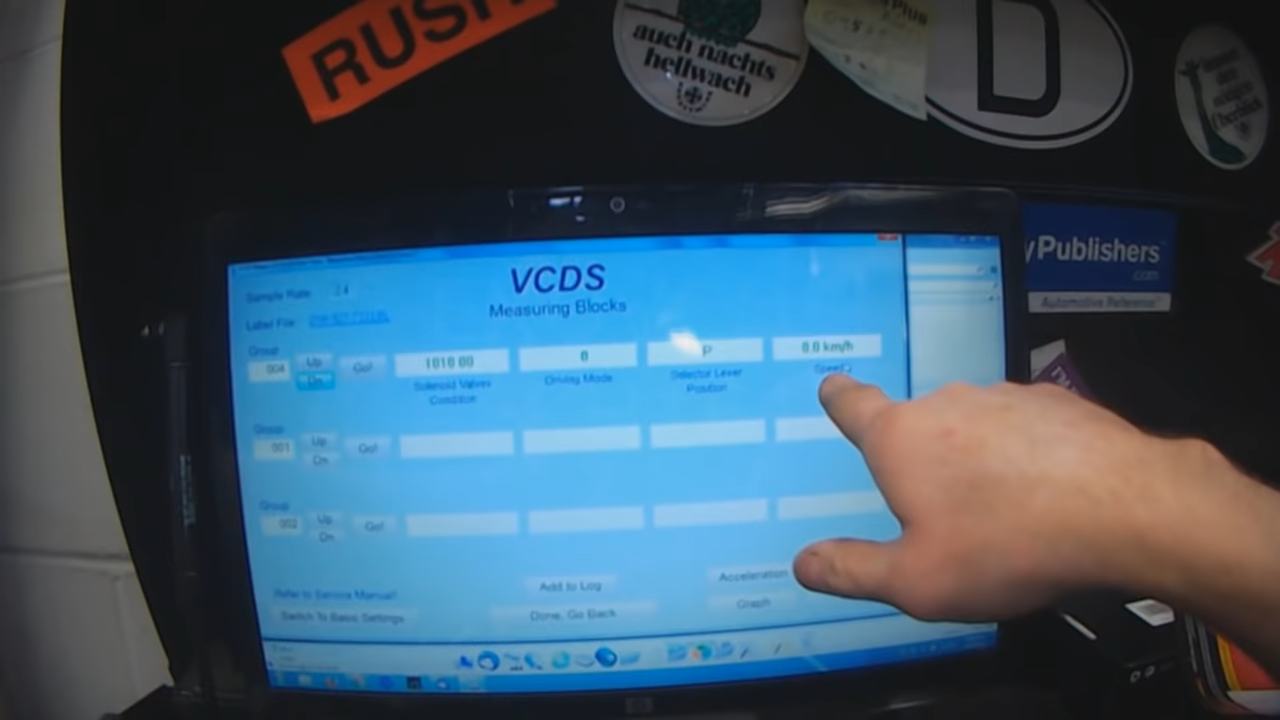 RUSH
auch nachts
hellwach
Plus
D
Überblick
yPublishers
.com
Automotive Reference
VCDS
Measuring Blocks
Sample Rate:
Label File:
Group
004
Up
Dn
Go!
1010 00
0
P
0.0 km/h
Solenoid Valves
Condition
Driving Mode
Selector Lever
Position
Speed
Group
001
Up
Dn
Go!
Group
002
Up
Dn
Go!
Refer to Service Manual!
Switch To Basic Settings
Add to Log
Done, Go Back
Acceleration
Graph